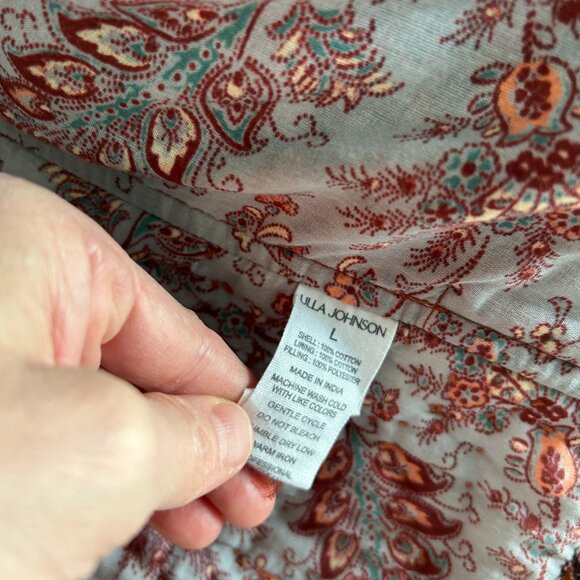 ULLA JOHNSON
L
SHELL : 100% COTTON
LINING : 100% COTTON
FILLING : 100% POLYESTER
MADE IN INDIA
MACHINE WASH COLD
WITH LIKE COLORS
GENTLE CYCLE
DO NOT BLEACH
DRY LOW
IRON